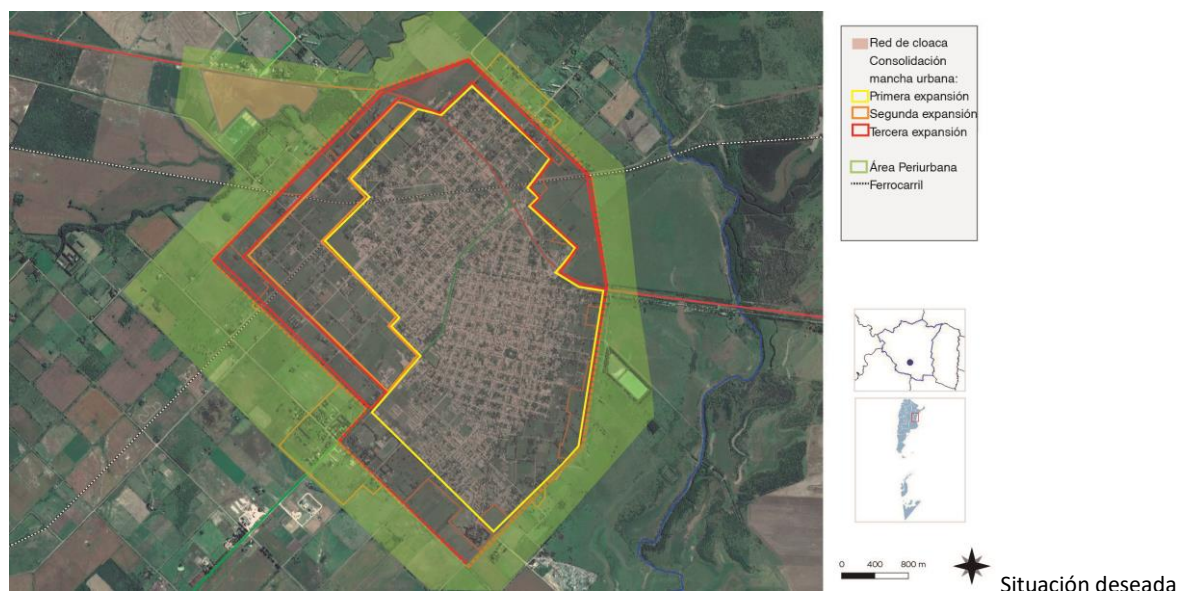 Red de cloaca
Consolidación
mancha urbana:
Primera expansión
Segunda expansión
Tercera expansión
Área Periurbana
Ferrocarril
0 400 800 m
Situación deseada